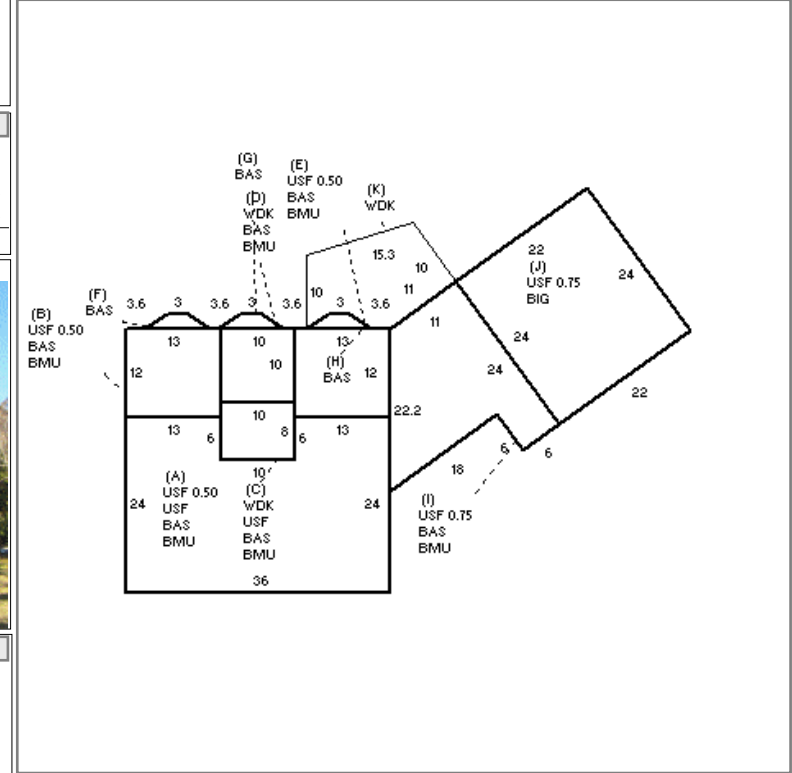 (G)
BAS
(E)
USF 0.50
BAS
BMU
(K)
WDK
(D)
WDK
BAS
BMU
15.3
10
22
(J)
USF 0.75
BIG
24
(F)
BAS
3.6 3 3.6 3 3.6 10 3 3.6
11
(B)
USF 0.50
BAS
BMU
13 10 13
11
12 10
(H)
BAS
12
24
24
22
10
22.2
13 6 8 6 13
18 6 6
10
(A)
USF 0.50
USF
BAS
BMU
(C)
WDK
USF
BAS
BMU
24 24
(I)
USF 0.75
BAS
BMU
36